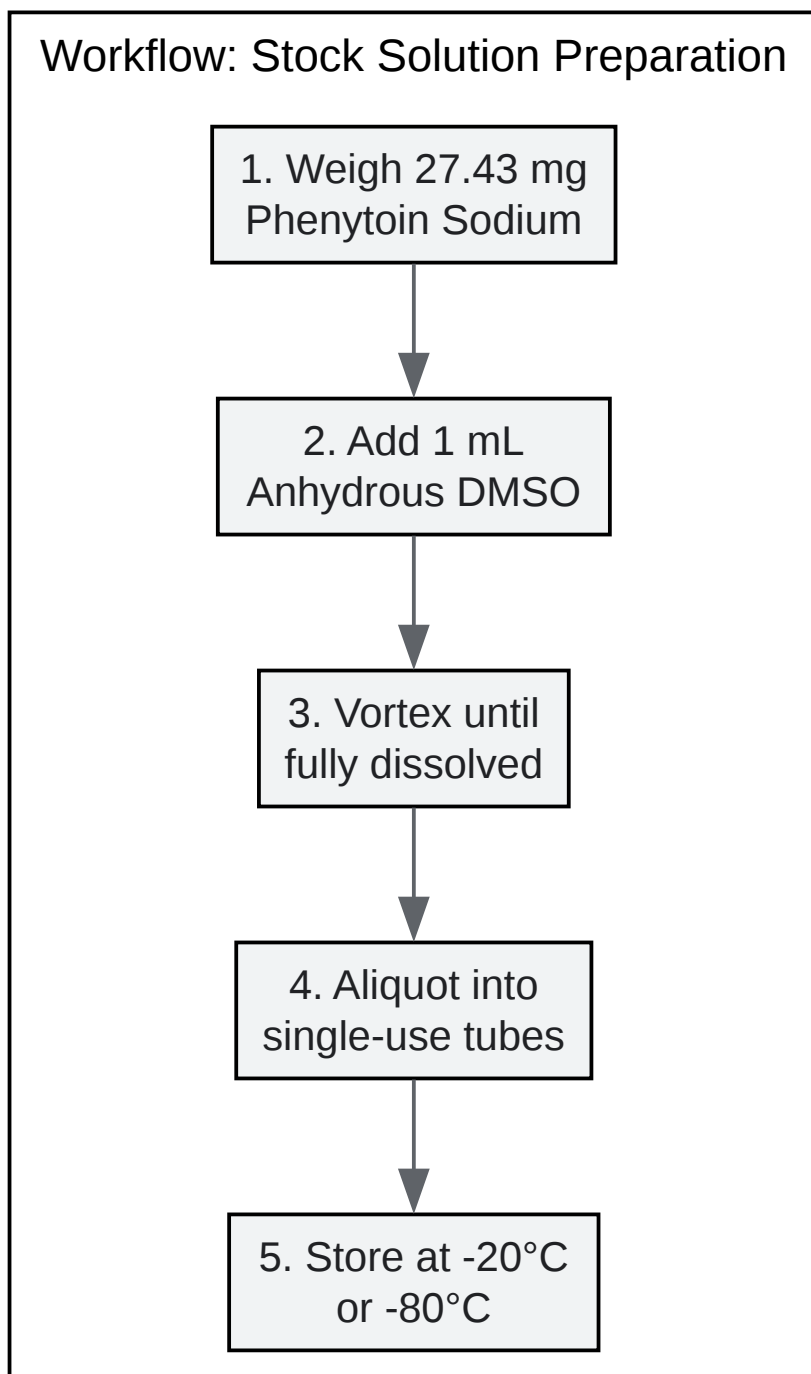 Workflow: Stock Solution Preparation
1. Weigh 27.43 mg
Phenytoin Sodium
2. Add 1 mL
Anhydrous DMSO
3. Vortex until
fully dissolved
4. Aliquot into
single-use tubes
5. Store at -20°C
or -80°C